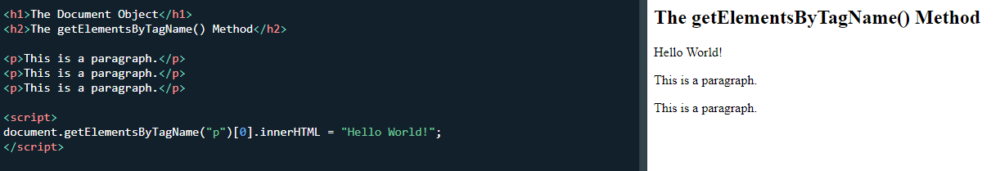 <h1>The Document Object</h1>
<h2>The getElementsByTagName() Method</h2>
<p>This is a paragraph.</p>
<p>This is a paragraph.</p>
<p>This is a paragraph.</p>
<script>
document.getElementsByTagName("p")[0].innerHTML = "Hello World!";
</script>
The getElementsByTagName() Method
Hello World!
This is a paragraph.
This is a paragraph.